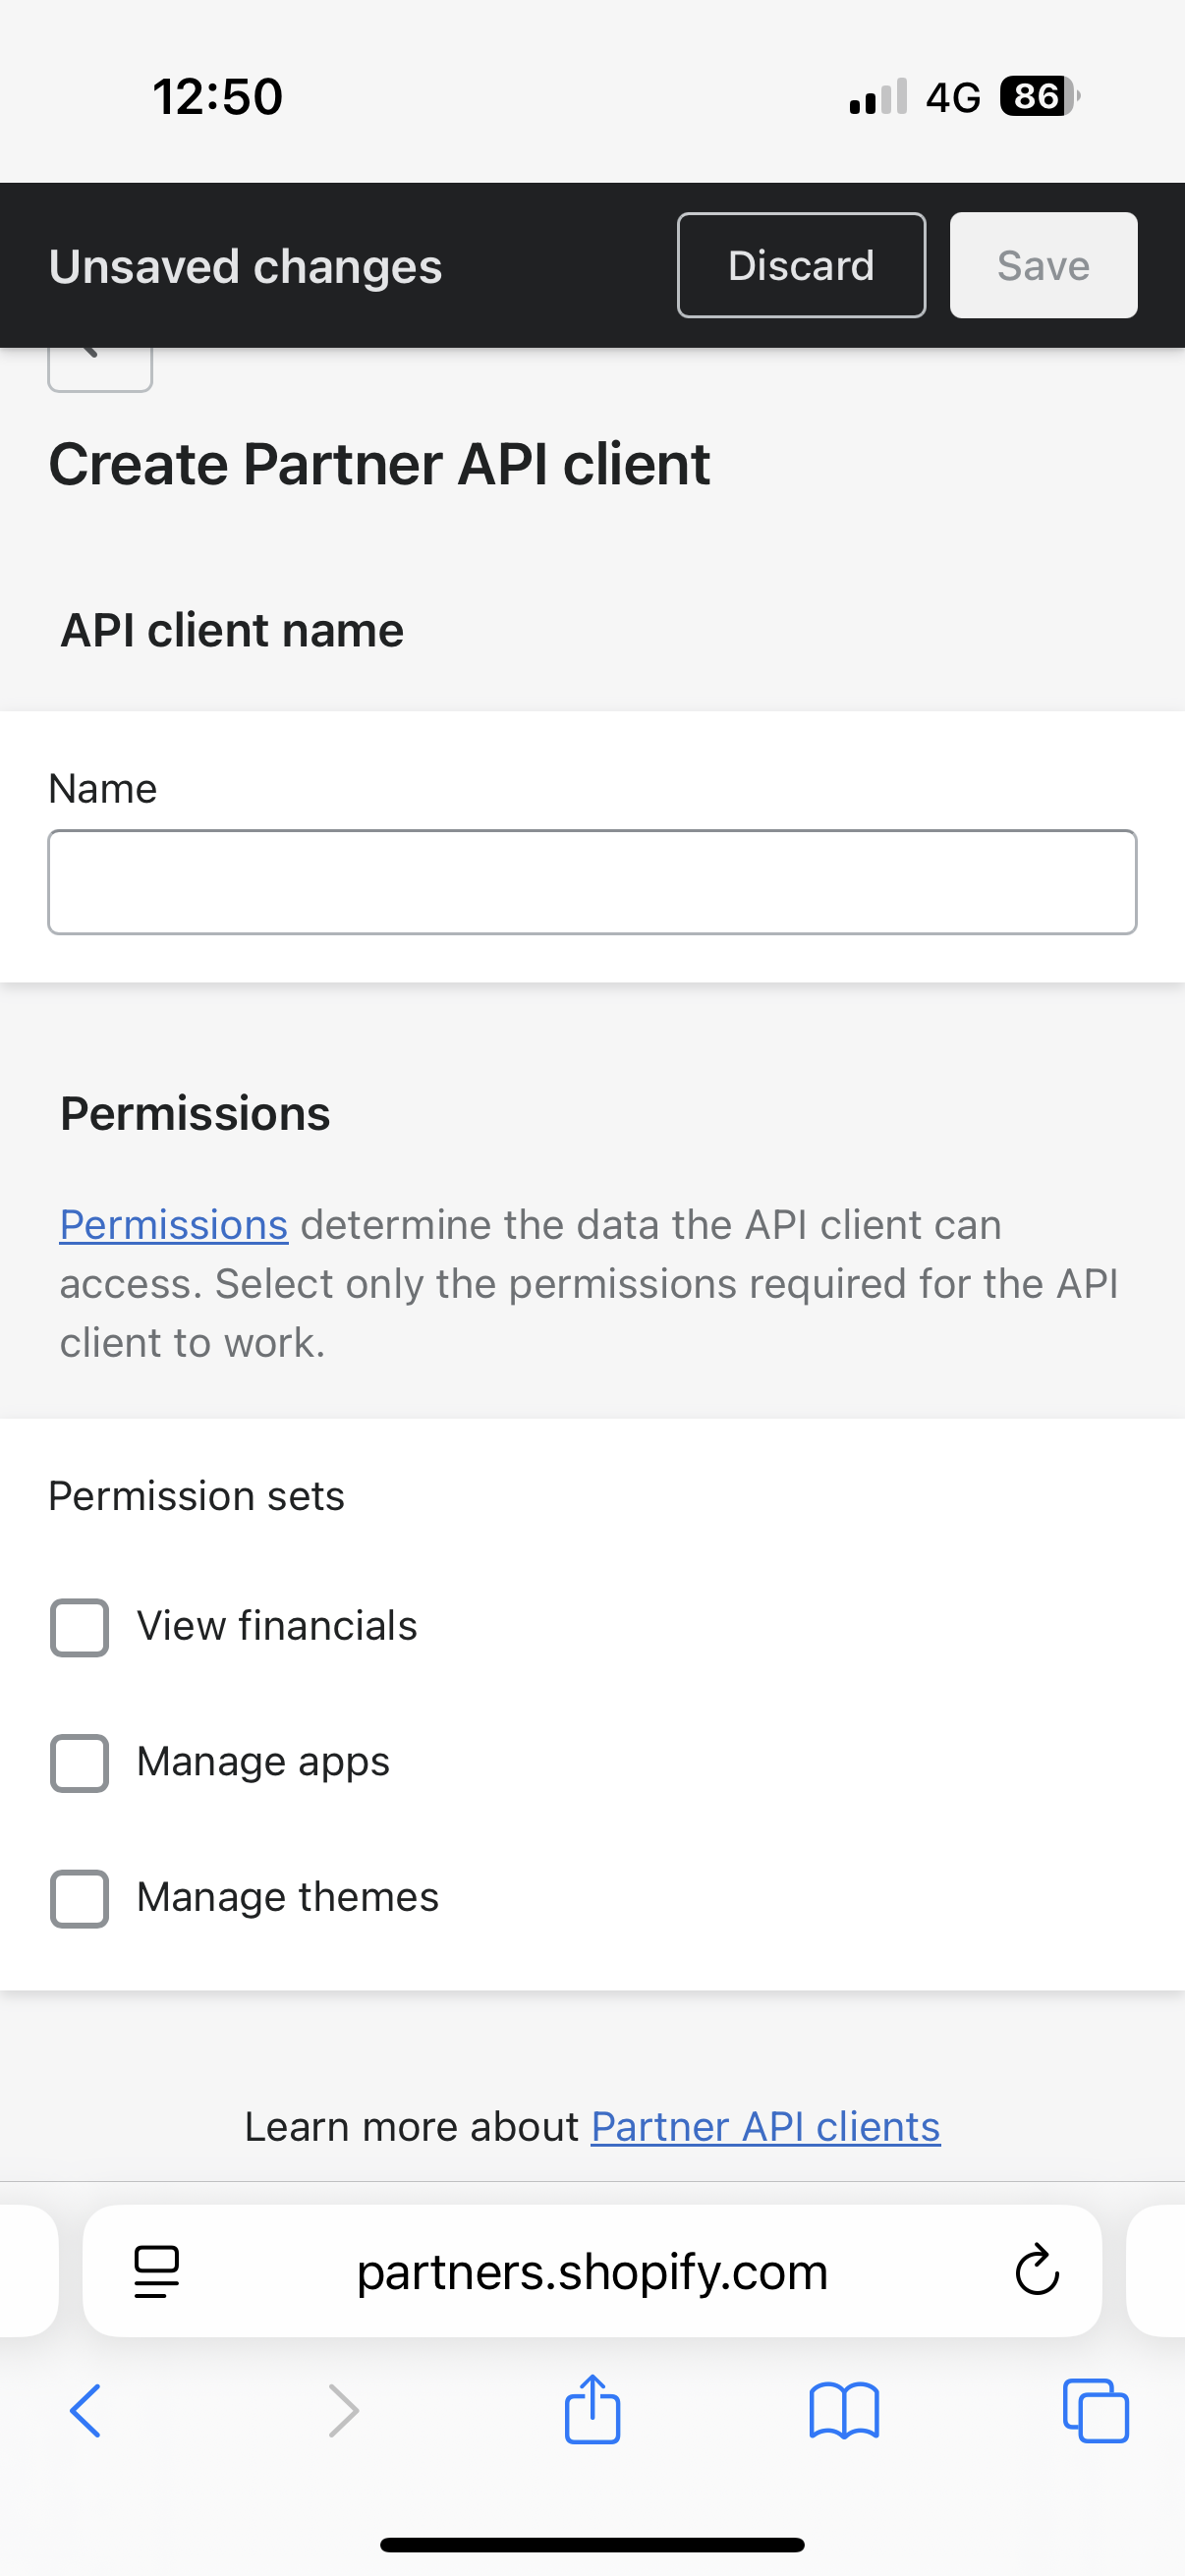 12:50
4G 86
Unsaved changes
Discard
Save
Create Partner API client
API client name
Name
Permissions
Permissions determine the data the API client can
access. Select only the permissions required for the API
client to work.
Permission sets
View financials
Manage apps
Manage themes
Learn more about Partner API clients
partners.shopify.com